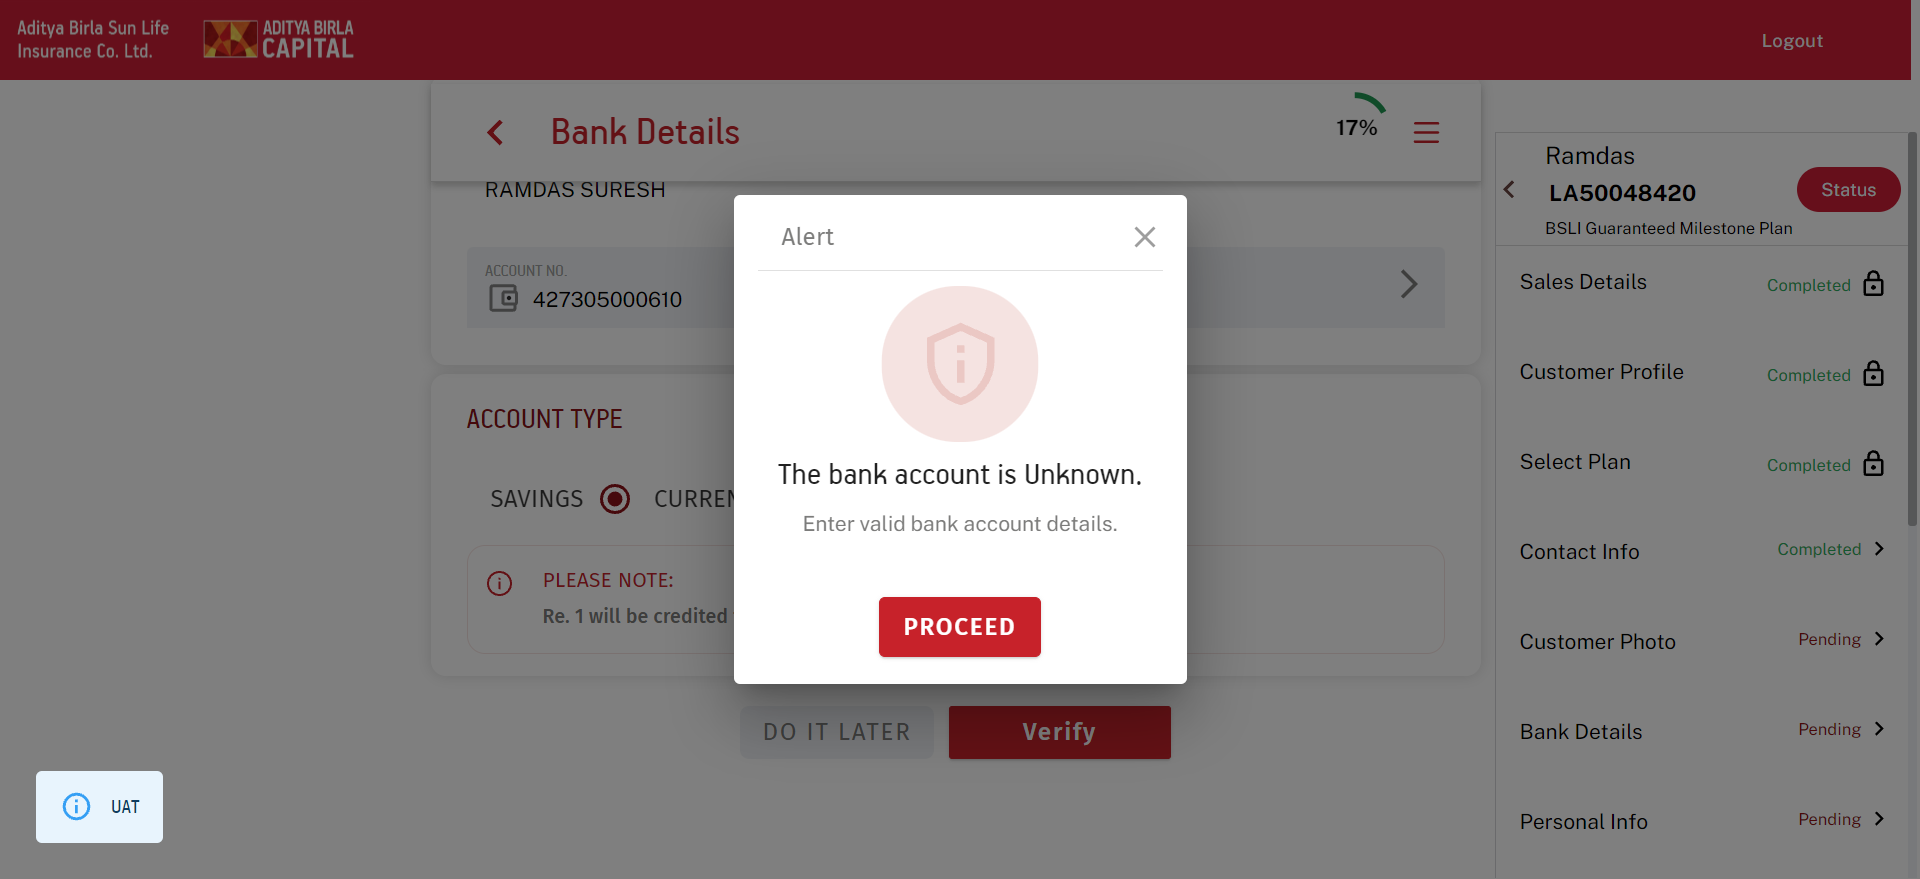 Aditya Birla Sun Life
Insurance Co. Ltd.
ADITYA BIRLA
CAPITAL
Logout
Bank Details
17%
RAMDAS SURESH
ACCOUNT NO.
427305000610
ACCOUNT TYPE
SAVINGS
CURREN
PLEASE NOTE:
Re. 1 will be credited
DO IT LATER
Verify
Alert
The bank account is Unknown.
Enter valid bank account details.
PROCEED
Ramdas
LA50048420
BSLI Guaranteed Milestone Plan
Status
Sales Details Completed
Customer Profile Completed
Select Plan Completed
Contact Info Completed
Customer Photo Pending
Bank Details Pending
Personal Info Pending
UAT